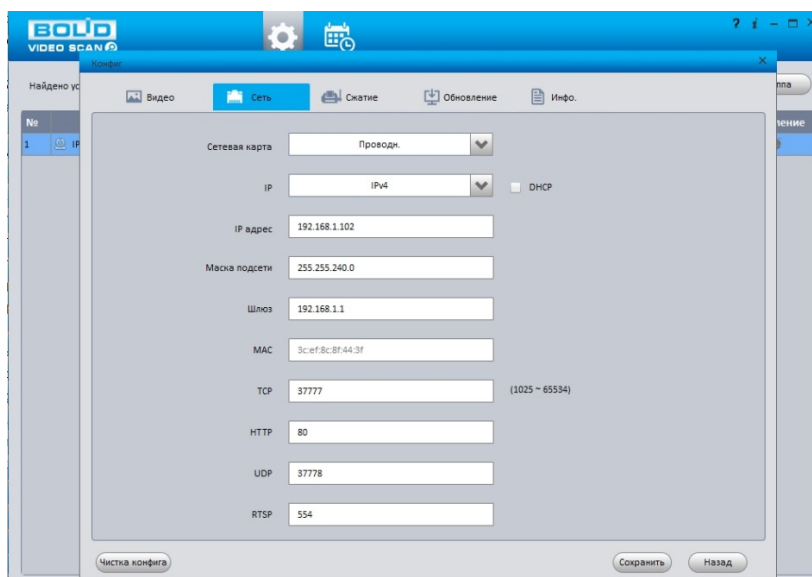 BOLID
VIDEO SCAN
? i
Конфиг
Найдено ус
ппа
Видео Сеть Сжатие Обновление Инфо.
№
ление
1 IP
Сетевая карта Проводн.
IP IPv4 DHCP
IP адрес 192.168.1.102
Маска подсети 255.255.240.0
Шлюз 192.168.1.1
MAC 3c:ef:8c:8f:44:3f
TCP 37777 (1025 ~ 65534)
HTTP 80
UDP 37778
RTSP 554
Чистка конфига Сохранить Назад